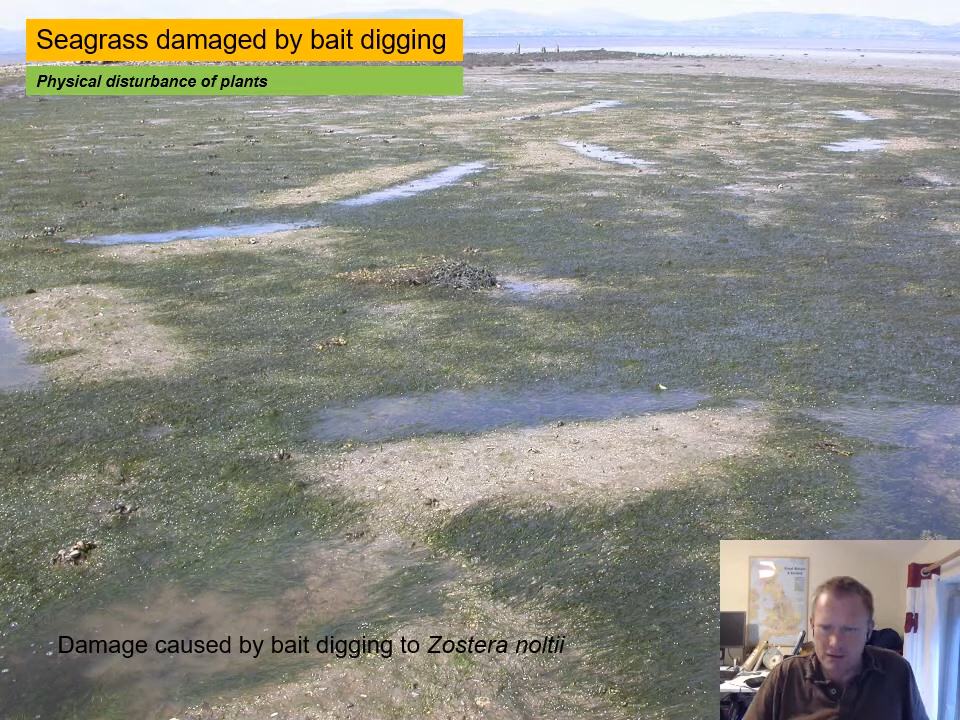 Seagrass damaged by bait digging
Physical disturbance of plants
Damage caused by bait digging to Zostera noltii